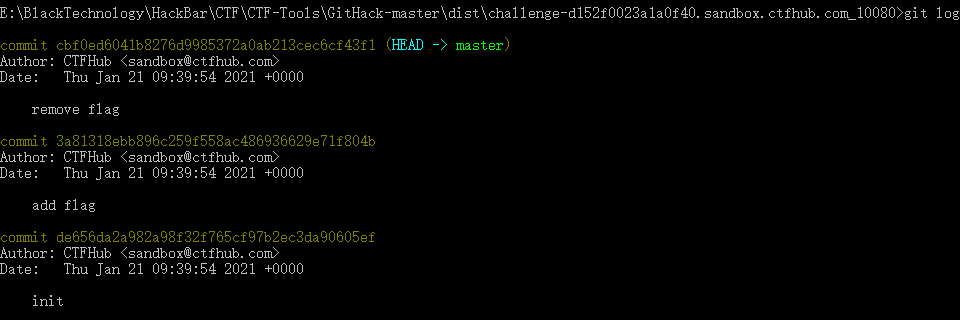 E:\BlackTechnology\HackBar\CTF\CTF-Tools\GitHack-master\dist\challenge-d152f0023a1a0f40.sandbox.ctfhub.com_10080>git log
commit cbf0ed6041b8276d9985372a0ab213cec6cf43f1 (HEAD -> master)
Author: CTFHub <sandbox@ctfhub.com>
Date:   Thu Jan 21 09:39:54 2021 +0000
remove flag
commit 3a81318ebb896c259f558ac486936629e71f804b
Author: CTFHub <sandbox@ctfhub.com>
Date:   Thu Jan 21 09:39:54 2021 +0000
add flag
commit de656da2a982a98f32f765cf97b2ec3da90605ef
Author: CTFHub <sandbox@ctfhub.com>
Date:   Thu Jan 21 09:39:54 2021 +0000
init